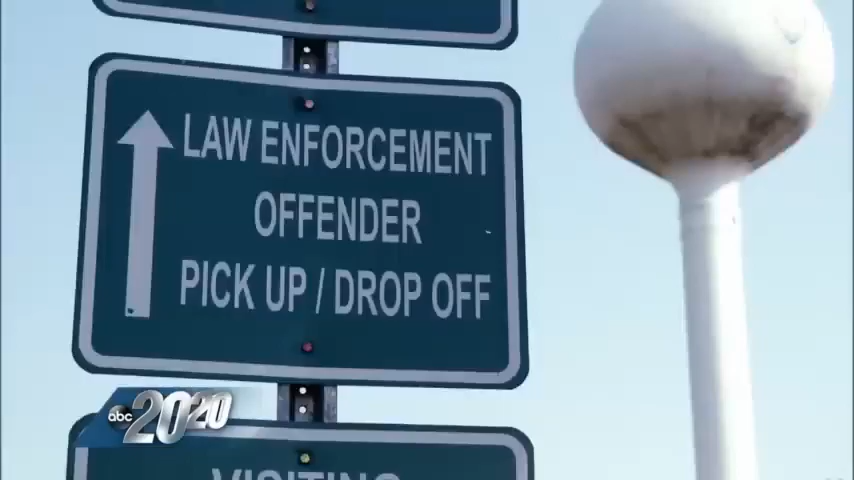 LAW ENFORCEMENT
OFFENDER
PICK UP / DROP OFF
abc 20/20
VISITING